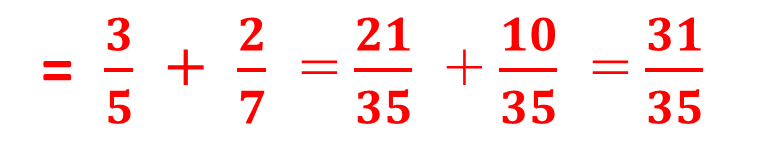 = 3/5 + 2/7 = 21/35 + 10/35 = 31/35